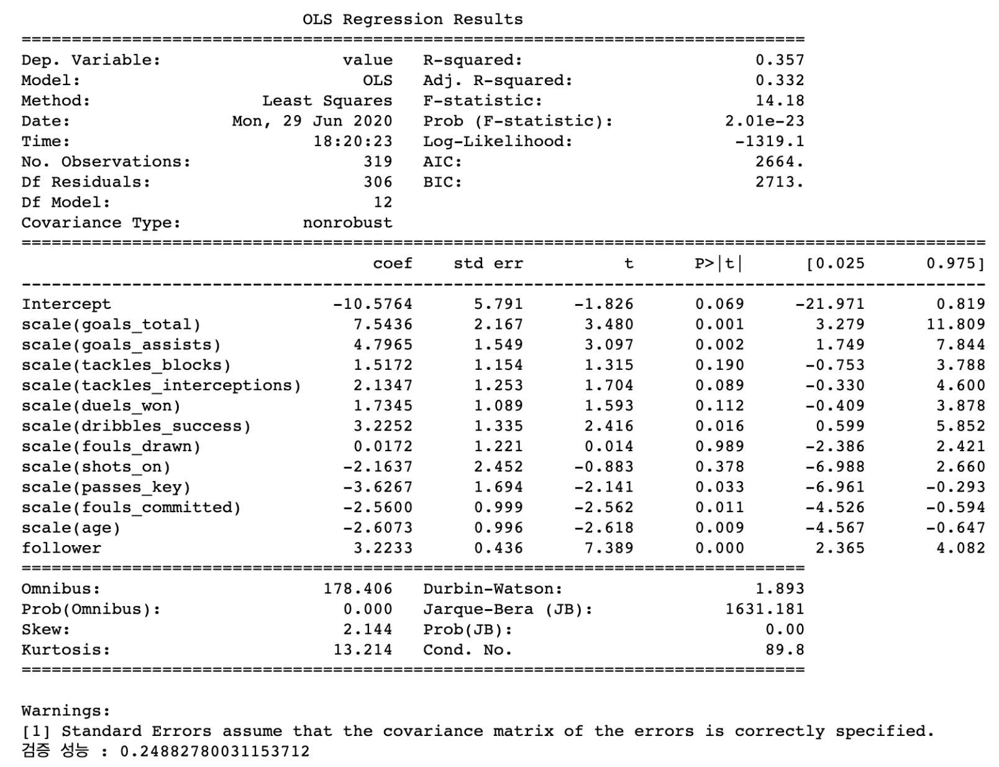 OLS Regression Results
==============================================================================
Dep. Variable:                  value   R-squared:                       0.357
Model:                            OLS   Adj. R-squared:                  0.332
Method:                 Least Squares   F-statistic:                     14.18
Date:                Mon, 29 Jun 2020   Prob (F-statistic):           2.01e-23
Time:                        18:20:23   Log-Likelihood:                -1319.1
No. Observations:                 319   AIC:                             2664.
Df Residuals:                     306   BIC:                             2713.
Df Model:                          12
Covariance Type:            nonrobust
================================================================================================
                                   coef    std err          t      P>|t|      [0.025      0.975]
------------------------------------------------------------------------------------------------
Intercept                      -10.5764      5.791     -1.826      0.069     -21.971       0.819
scale(goals_total)               7.5436      2.167      3.480      0.001       3.279      11.809
scale(goals_assists)             4.7965      1.549      3.097      0.002       1.749       7.844
scale(tackles_blocks)            1.5172      1.154      1.315      0.190      -0.753       3.788
scale(tackles_interceptions)     2.1347      1.253      1.704      0.089      -0.330       4.600
scale(duels_won)                 1.7345      1.089      1.593      0.112      -0.409       3.878
scale(dribbles_success)          3.2252      1.335      2.416      0.016       0.599       5.852
scale(fouls_drawn)               0.0172      1.221      0.014      0.989      -2.386       2.421
scale(shots_on)                 -2.1637      2.452     -0.883      0.378      -6.988       2.660
scale(passes_key)               -3.6267      1.694     -2.141      0.033      -6.961      -0.293
scale(fouls_committed)          -2.5600      0.999     -2.562      0.011      -4.526      -0.594
scale(age)                      -2.6073      0.996     -2.618      0.009      -4.567      -0.647
follower                         3.2233      0.436      7.389      0.000       2.365       4.082
==============================================================================
Omnibus:                      178.406   Durbin-Watson:                   1.893
Prob(Omnibus):                  0.000   Jarque-Bera (JB):             1631.181
Skew:                           2.144   Prob(JB):                         0.00
Kurtosis:                      13.214   Cond. No.                         89.8
==============================================================================
Warnings:
[1] Standard Errors assume that the covariance matrix of the errors is correctly specified.
검증 성능 : 0.24882780031153712